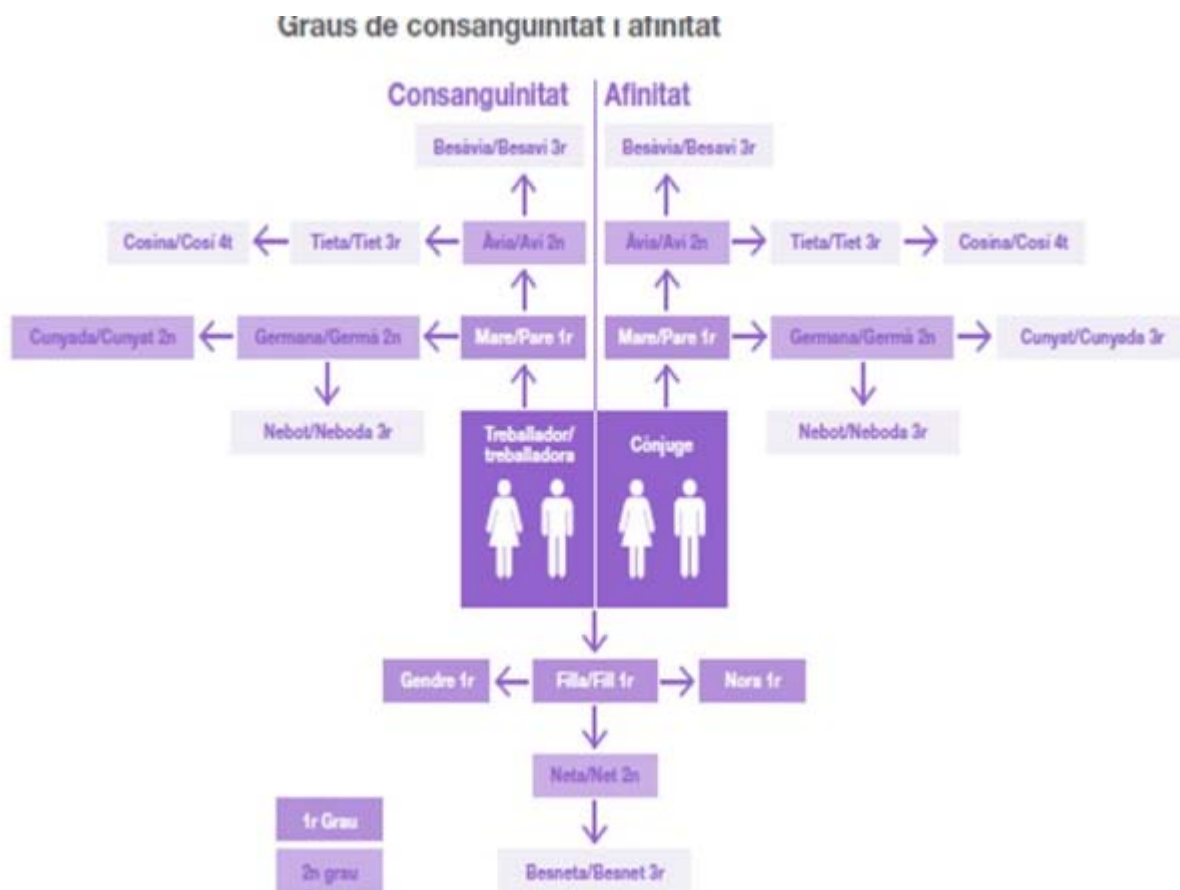 Graus de consanguinitat i afinitat
Consanguinitat
Afinitat
Besàvia/Besavi 3r
Besàvia/Besavi 3r
Cosina/Cosí 4t
Tieta/Tiet 3r
Àvia/Avi 2n
Àvia/Avi 2n
Tieta/Tiet 3r
Cosina/Cosí 4t
Cunyada/Cunyat 2n
Germana/Germà 2n
Mare/Pare 1r
Mare/Pare 1r
Germana/Germà 2n
Cunyat/Cunyada 3r
Nebot/Neboda 3r
Treballador/
treballadora
Cònjuge
Nebot/Neboda 3r
Gendre 1r
Filla/Fill 1r
Nora 1r
Neta/Net 2n
1r Grau
2n grau
Besneta/Besnet 3r